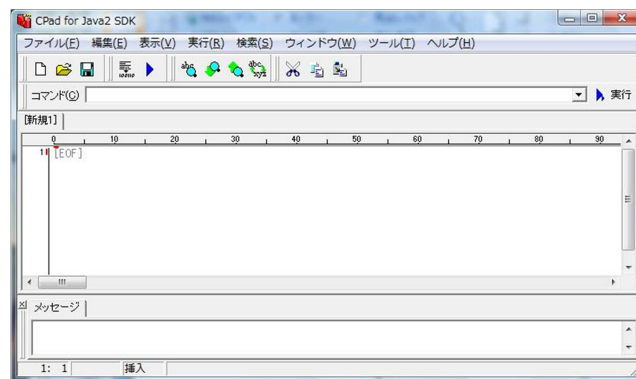 CPad for Java2 SDK
ファイル(F) 編集(E) 表示(V) 実行(R) 検索(S) ウィンドウ(W) ツール(T) ヘルプ(H)
コマンド(C) 実行
[新規1]
0 10 20 30 40 50 60 70 80 90
1 [EOF]
メッセージ
1: 1 挿入